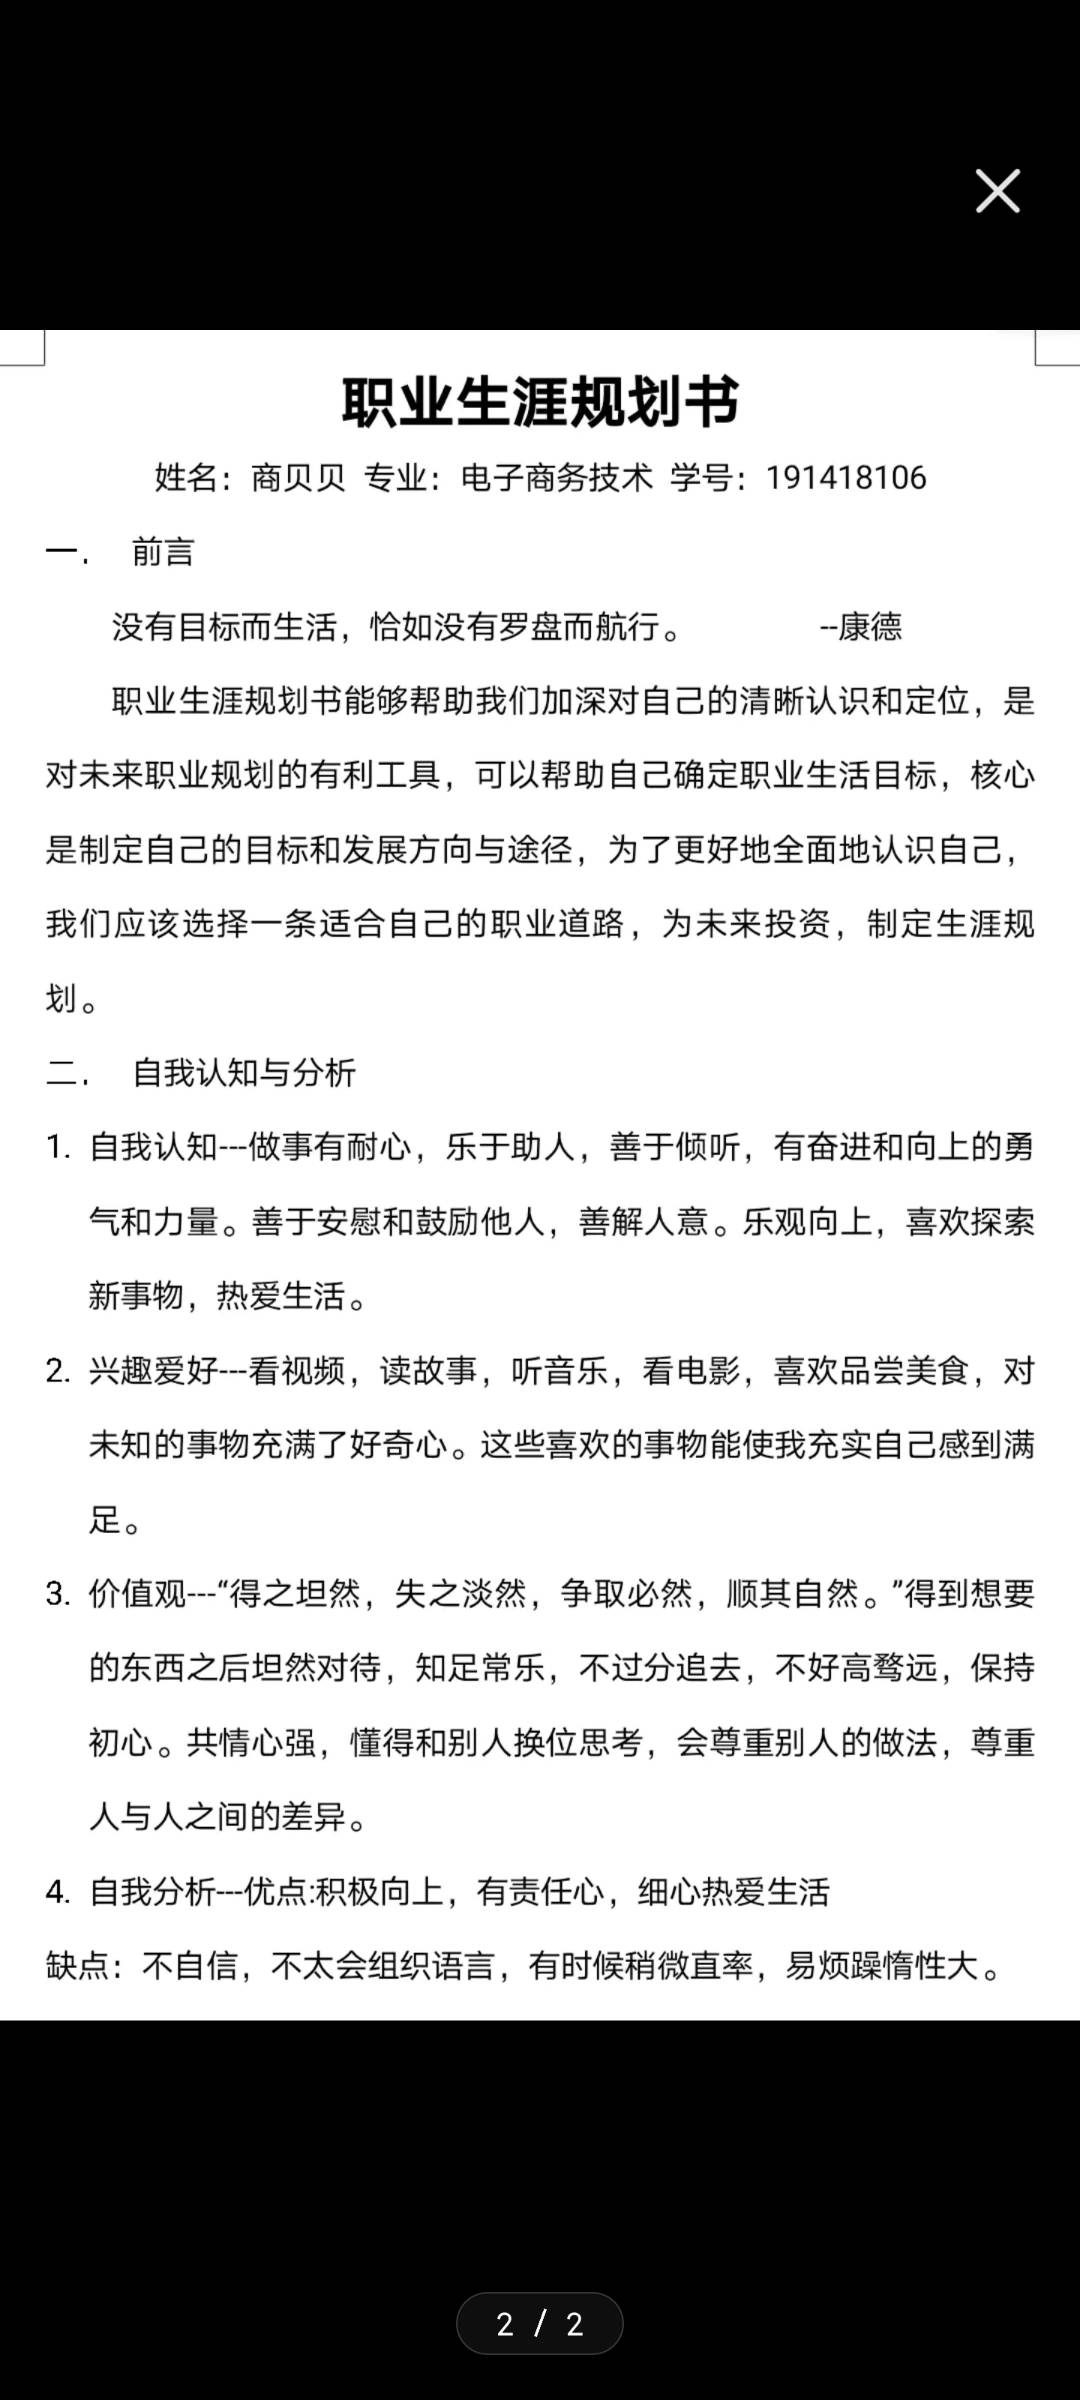 职业生涯规划书
姓名：商贝贝 专业：电子商务技术 学号：191418106
一. 前言
没有目标而生活，恰如没有罗盘而航行。 --康德
职业生涯规划书能够帮助我们加深对自己的清晰认识和定位，是
对未来职业规划的有利工具，可以帮助自己确定职业生活目标，核心
是制定自己的目标和发展方向与途径，为了更好地全面地认识自己，
我们应该选择一条适合自己的职业道路，为未来投资，制定生涯规
划。
二. 自我认知与分析
1. 自我认知---做事有耐心，乐于助人，善于倾听，有奋进和向上的勇
气和力量。善于安慰和鼓励他人，善解人意。乐观向上，喜欢探索
新事物，热爱生活。
2. 兴趣爱好---看视频，读故事，听音乐，看电影，喜欢品尝美食，对
未知的事物充满了好奇心。这些喜欢的事物能使我充实自己感到满
足。
3. 价值观---“得之坦然，失之淡然，争取必然，顺其自然。”得到想要
的东西之后坦然对待，知足常乐，不过分追去，不好高骛远，保持
初心。共情心强，懂得和别人换位思考，会尊重别人的做法，尊重
人与人之间的差异。
4. 自我分析---优点:积极向上，有责任心，细心热爱生活
缺点：不自信，不太会组织语言，有时候稍微直率，易烦躁惰性大。
2 / 2